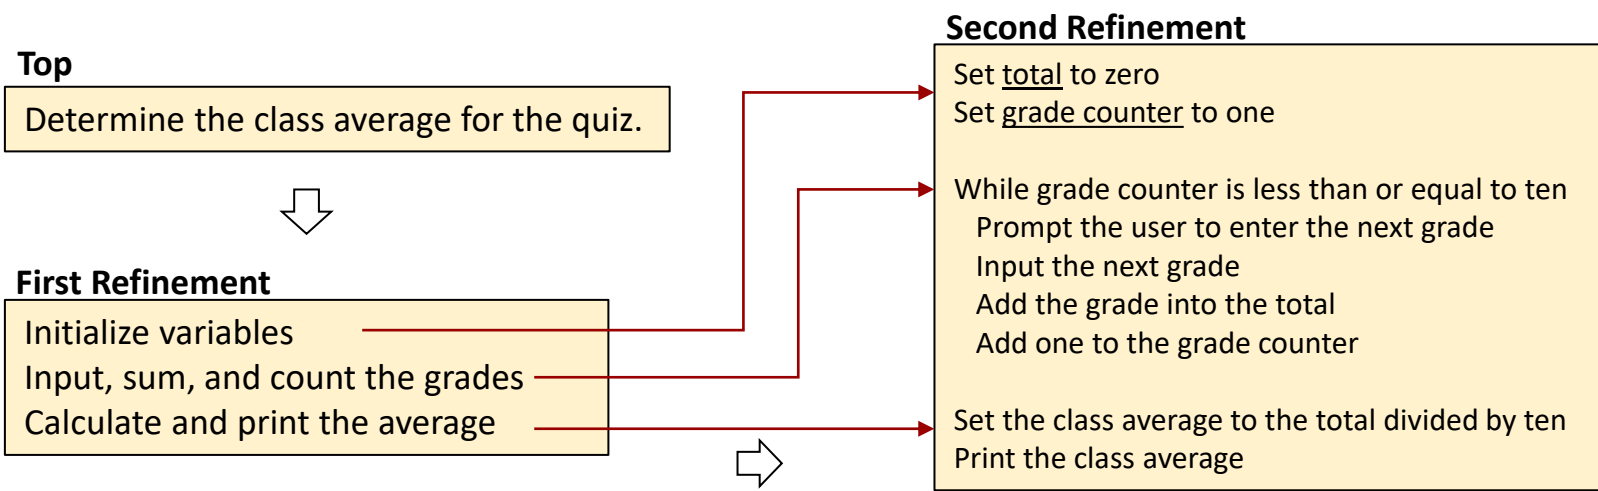 Top
Determine the class average for the quiz.
First Refinement
Initialize variables
Input, sum, and count the grades
Calculate and print the average
Second Refinement
Set total to zero
Set grade counter to one
While grade counter is less than or equal to ten
Prompt the user to enter the next grade
Input the next grade
Add the grade into the total
Add one to the grade counter
Set the class average to the total divided by ten
Print the class average